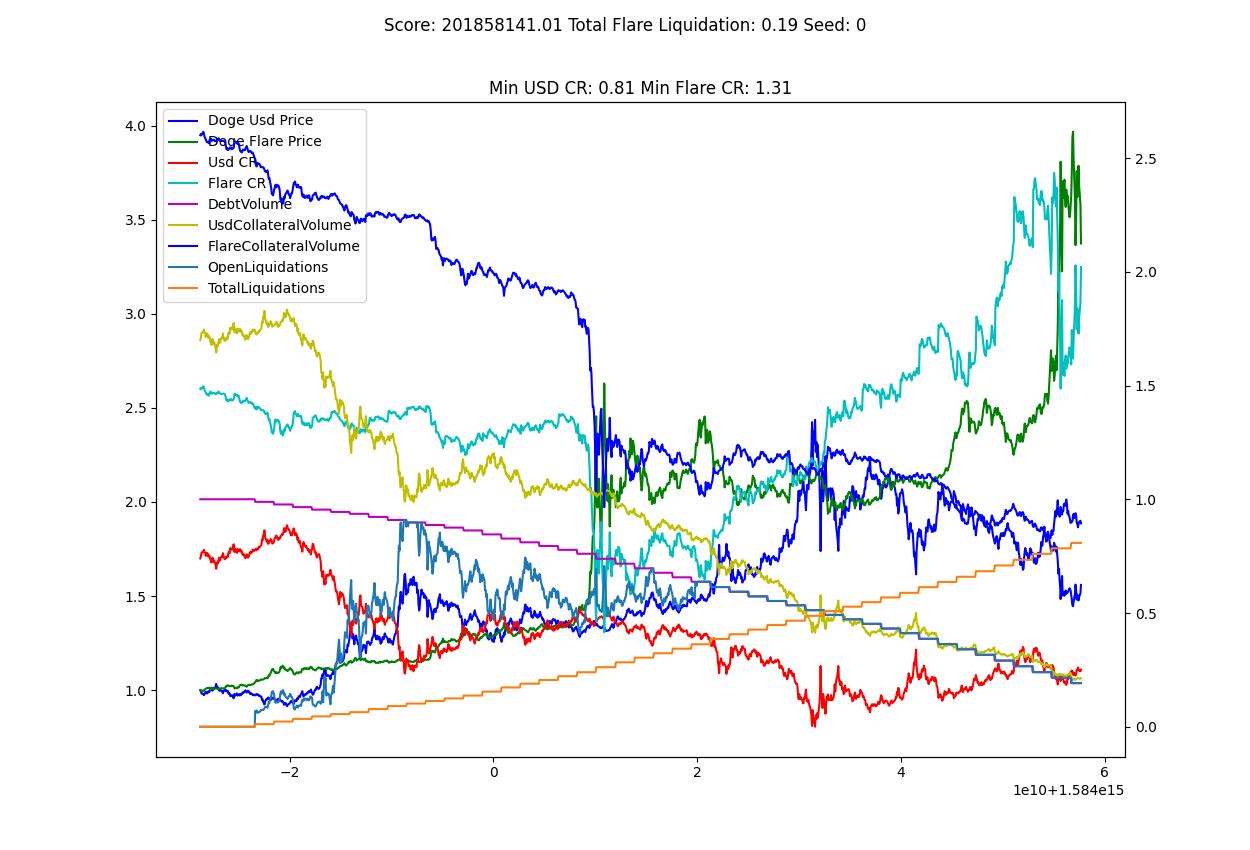 Score: 201858141.01 Total Flare Liquidation: 0.19 Seed: 0
Min USD CR: 0.81 Min Flare CR: 1.31
Doge Usd Price
Doge Flare Price
Usd CR
Flare CR
DebtVolume
UsdCollateralVolume
FlareCollateralVolume
OpenLiquidations
TotalLiquidations
4.0
3.5
3.0
2.5
2.0
1.5
1.0
2.5
2.0
1.5
1.0
0.5
0.0
−2
0
2
4
6
1e10+1.584e15